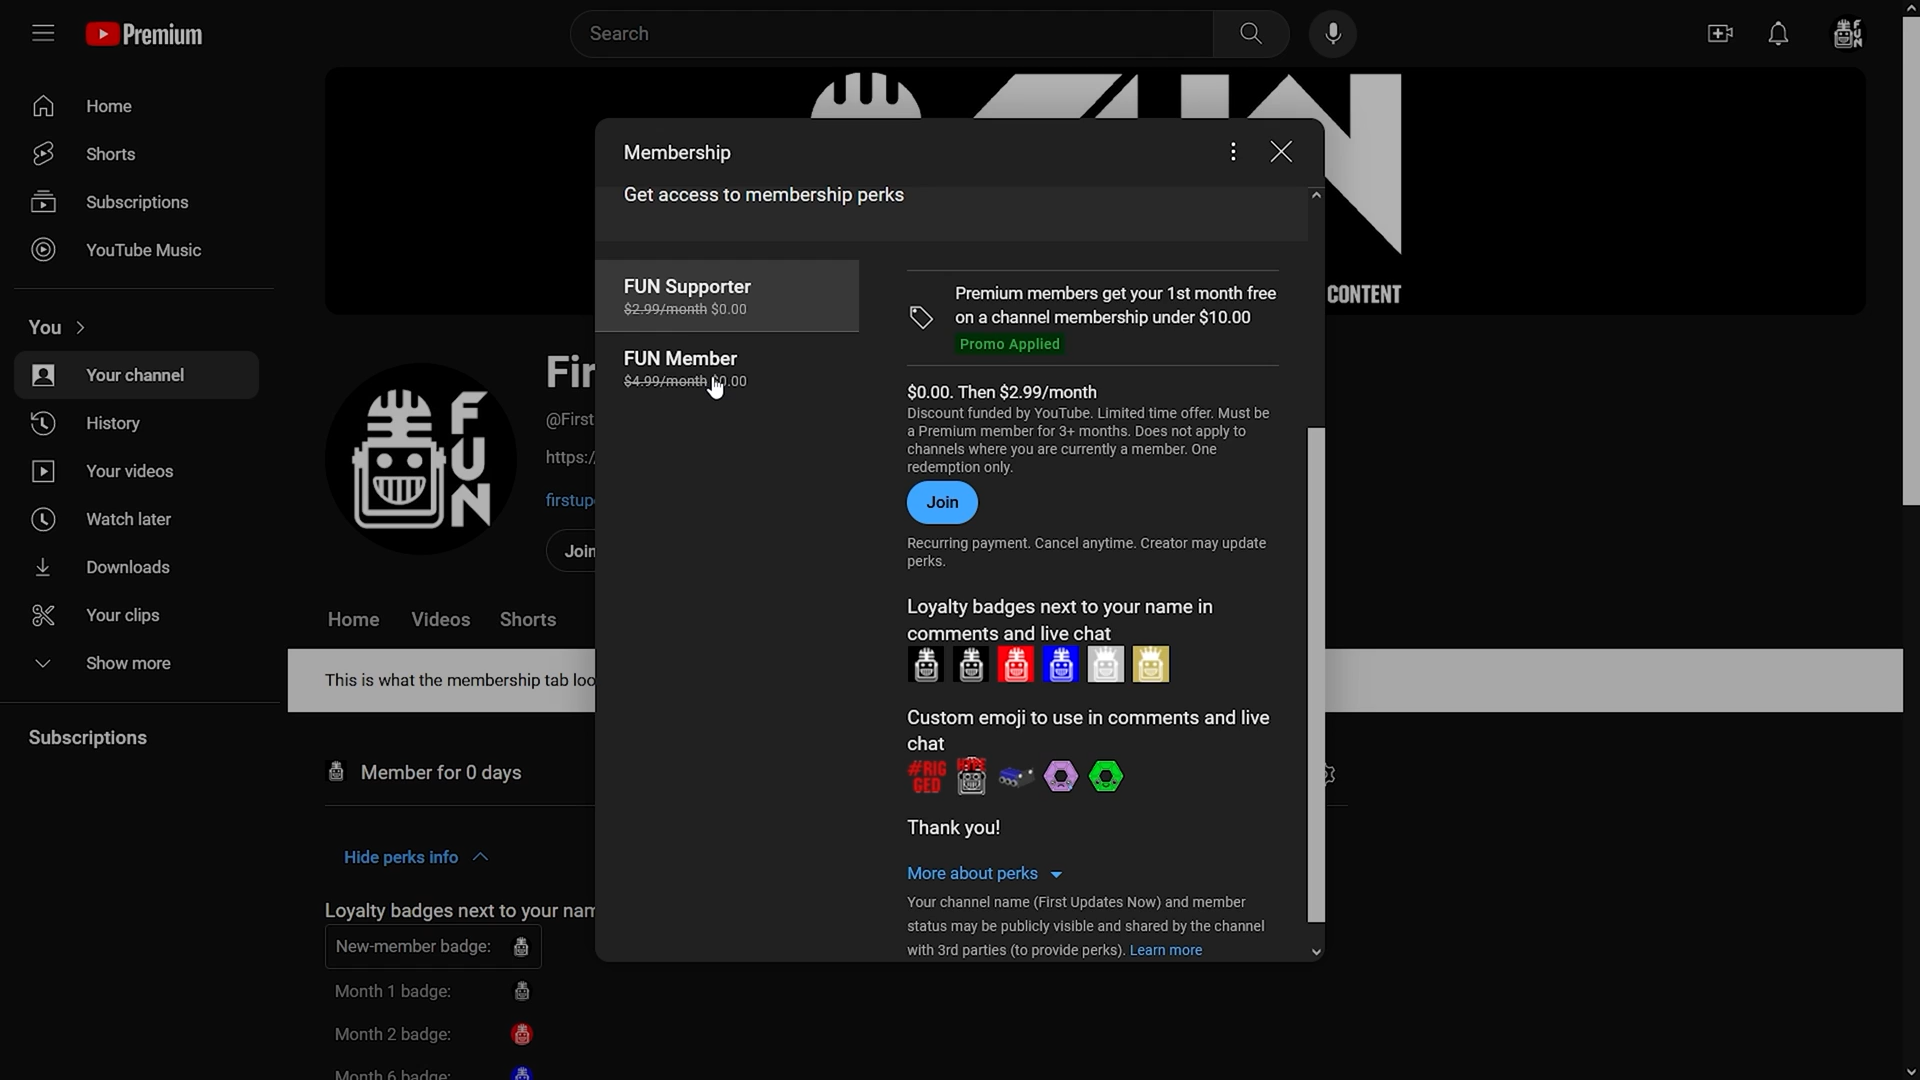 Premium
Search
FUN
Home
Shorts
Subscriptions
YouTube Music
You
Your channel
History
Your videos
Watch later
Downloads
Your clips
Show more
Subscriptions
CONTENT
FUN
Fir
@First
https:/
firstup
Join
Home
Videos
Shorts
This is what the membership tab loo
Member for 0 days
Hide perks info
Loyalty badges next to your nam
New-member badge:
Month 1 badge:
Month 2 badge:
Month 6 badge:
Membership
Get access to membership perks
FUN Supporter
$2.99/month $0.00
FUN Member
$4.99/month $0.00
Premium members get your 1st month free
on a channel membership under $10.00
Promo Applied
$0.00. Then $2.99/month
Discount funded by YouTube. Limited time offer. Must be
a Premium member for 3+ months. Does not apply to
channels where you are currently a member. One
redemption only.
Join
Recurring payment. Cancel anytime. Creator may update
perks.
Loyalty badges next to your name in
comments and live chat
Custom emoji to use in comments and live
chat
#RIG
GED
HYPE
Thank you!
More about perks
Your channel name (First Updates Now) and member
status may be publicly visible and shared by the channel
with 3rd parties (to provide perks). Learn more